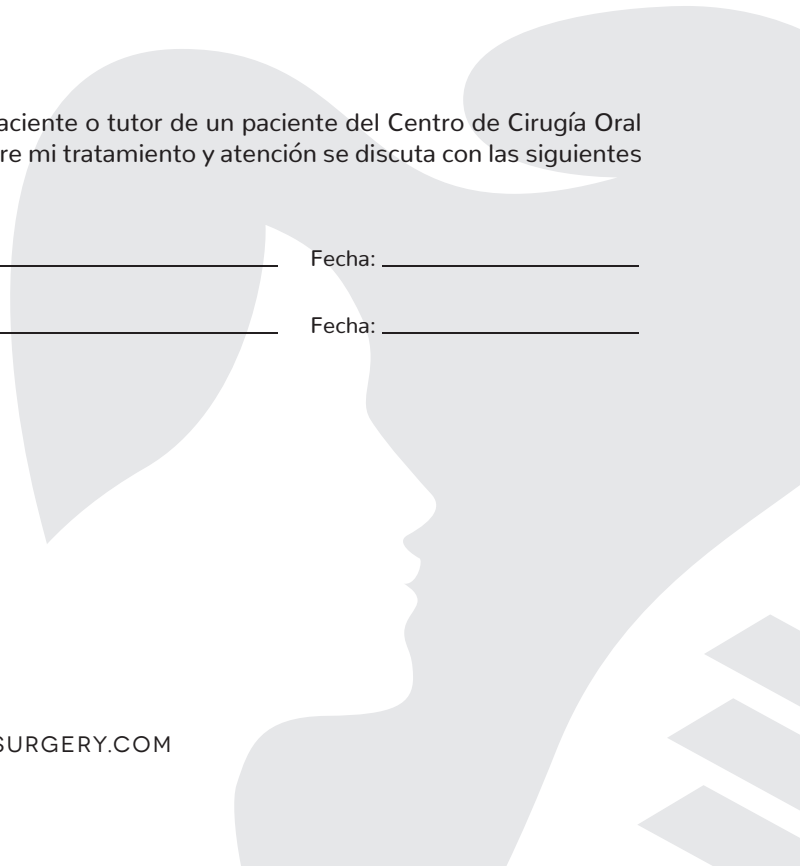 aciente o tutor de un paciente del Centro de Cirugía Oral
re mi tratamiento y atención se discuta con las siguientes
Fecha:
Fecha:
SURGERY.COM